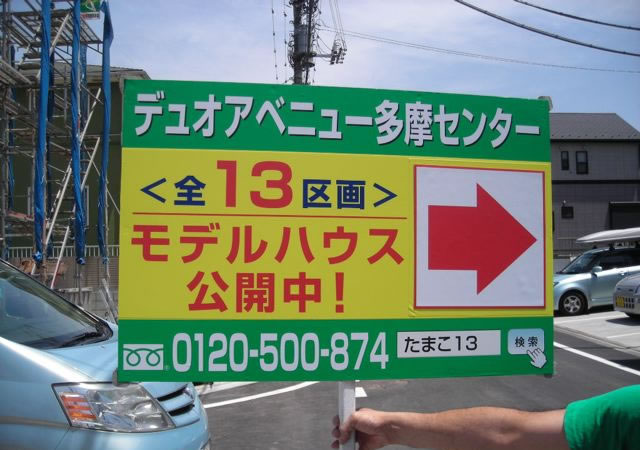 デュオアベニュー多摩センター
<全13区画>
モデルハウス
公開中!
0120-500-874 たまこ13 検索